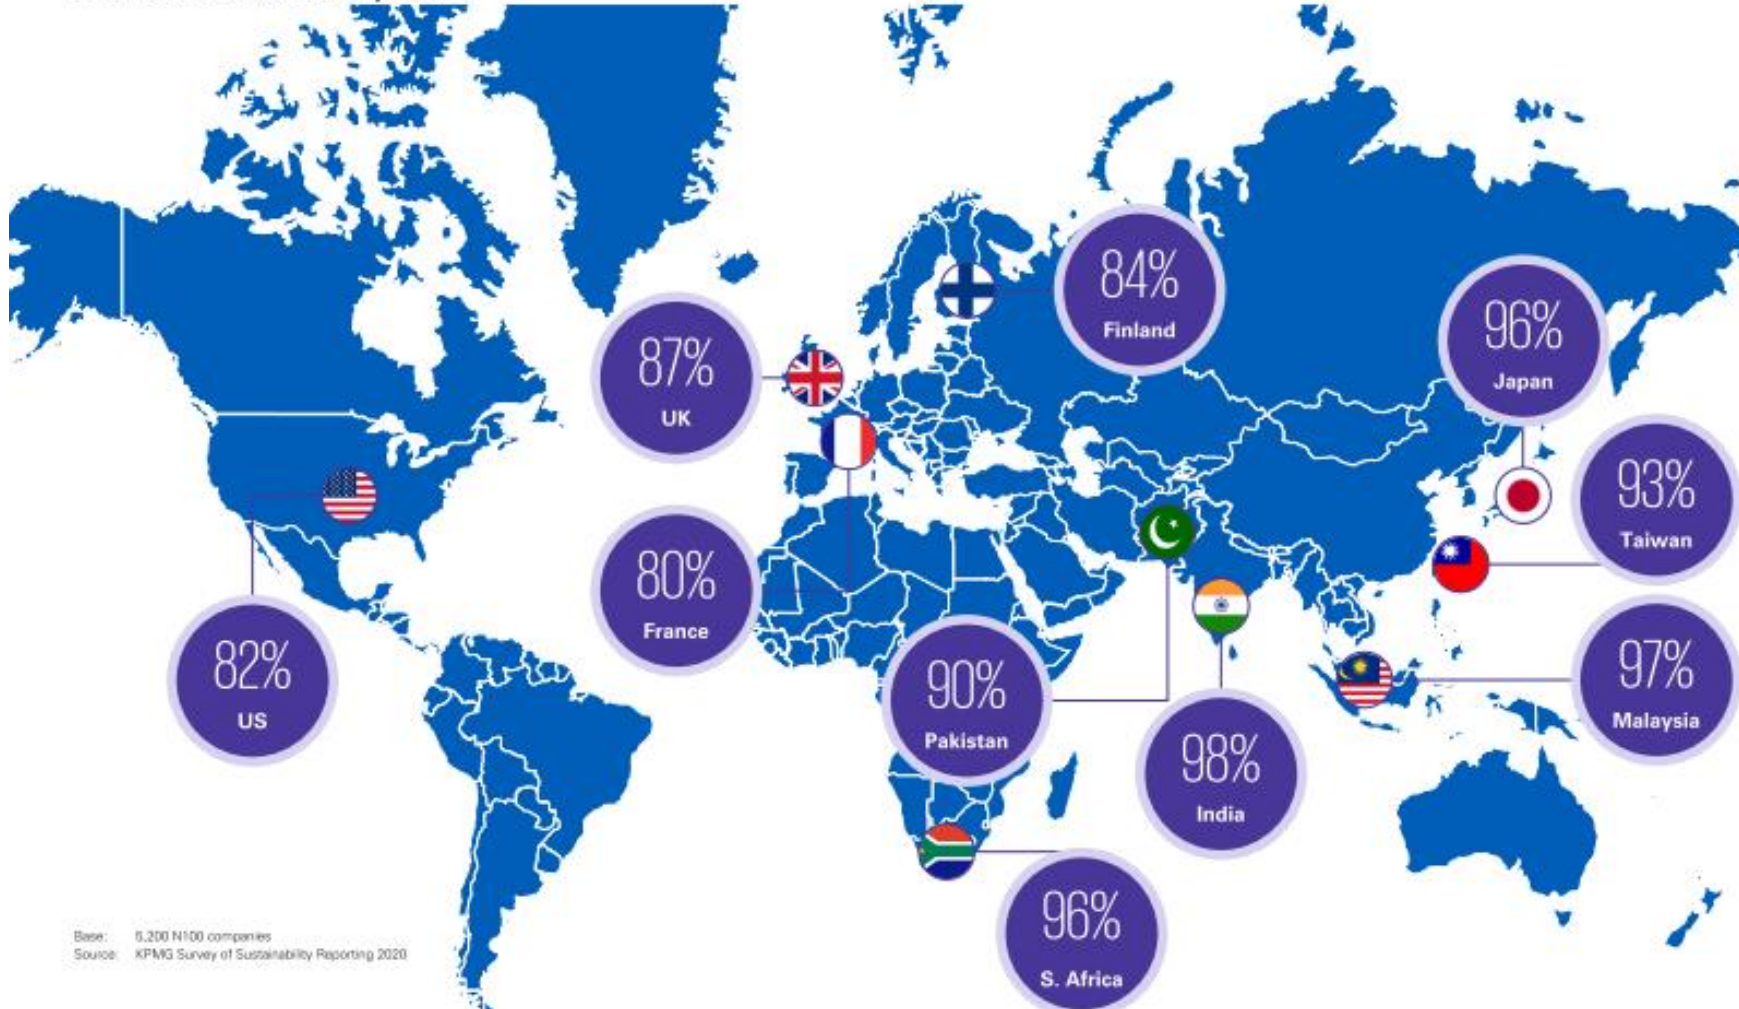 84%
Finland
96%
Japan
87%
UK
93%
Taiwan
80%
France
82%
US
90%
Pakistan
97%
Malaysia
98%
India
96%
S. Africa
Base: 5,200 N100 companies
Source: KPMG Survey of Sustainability Reporting 2020